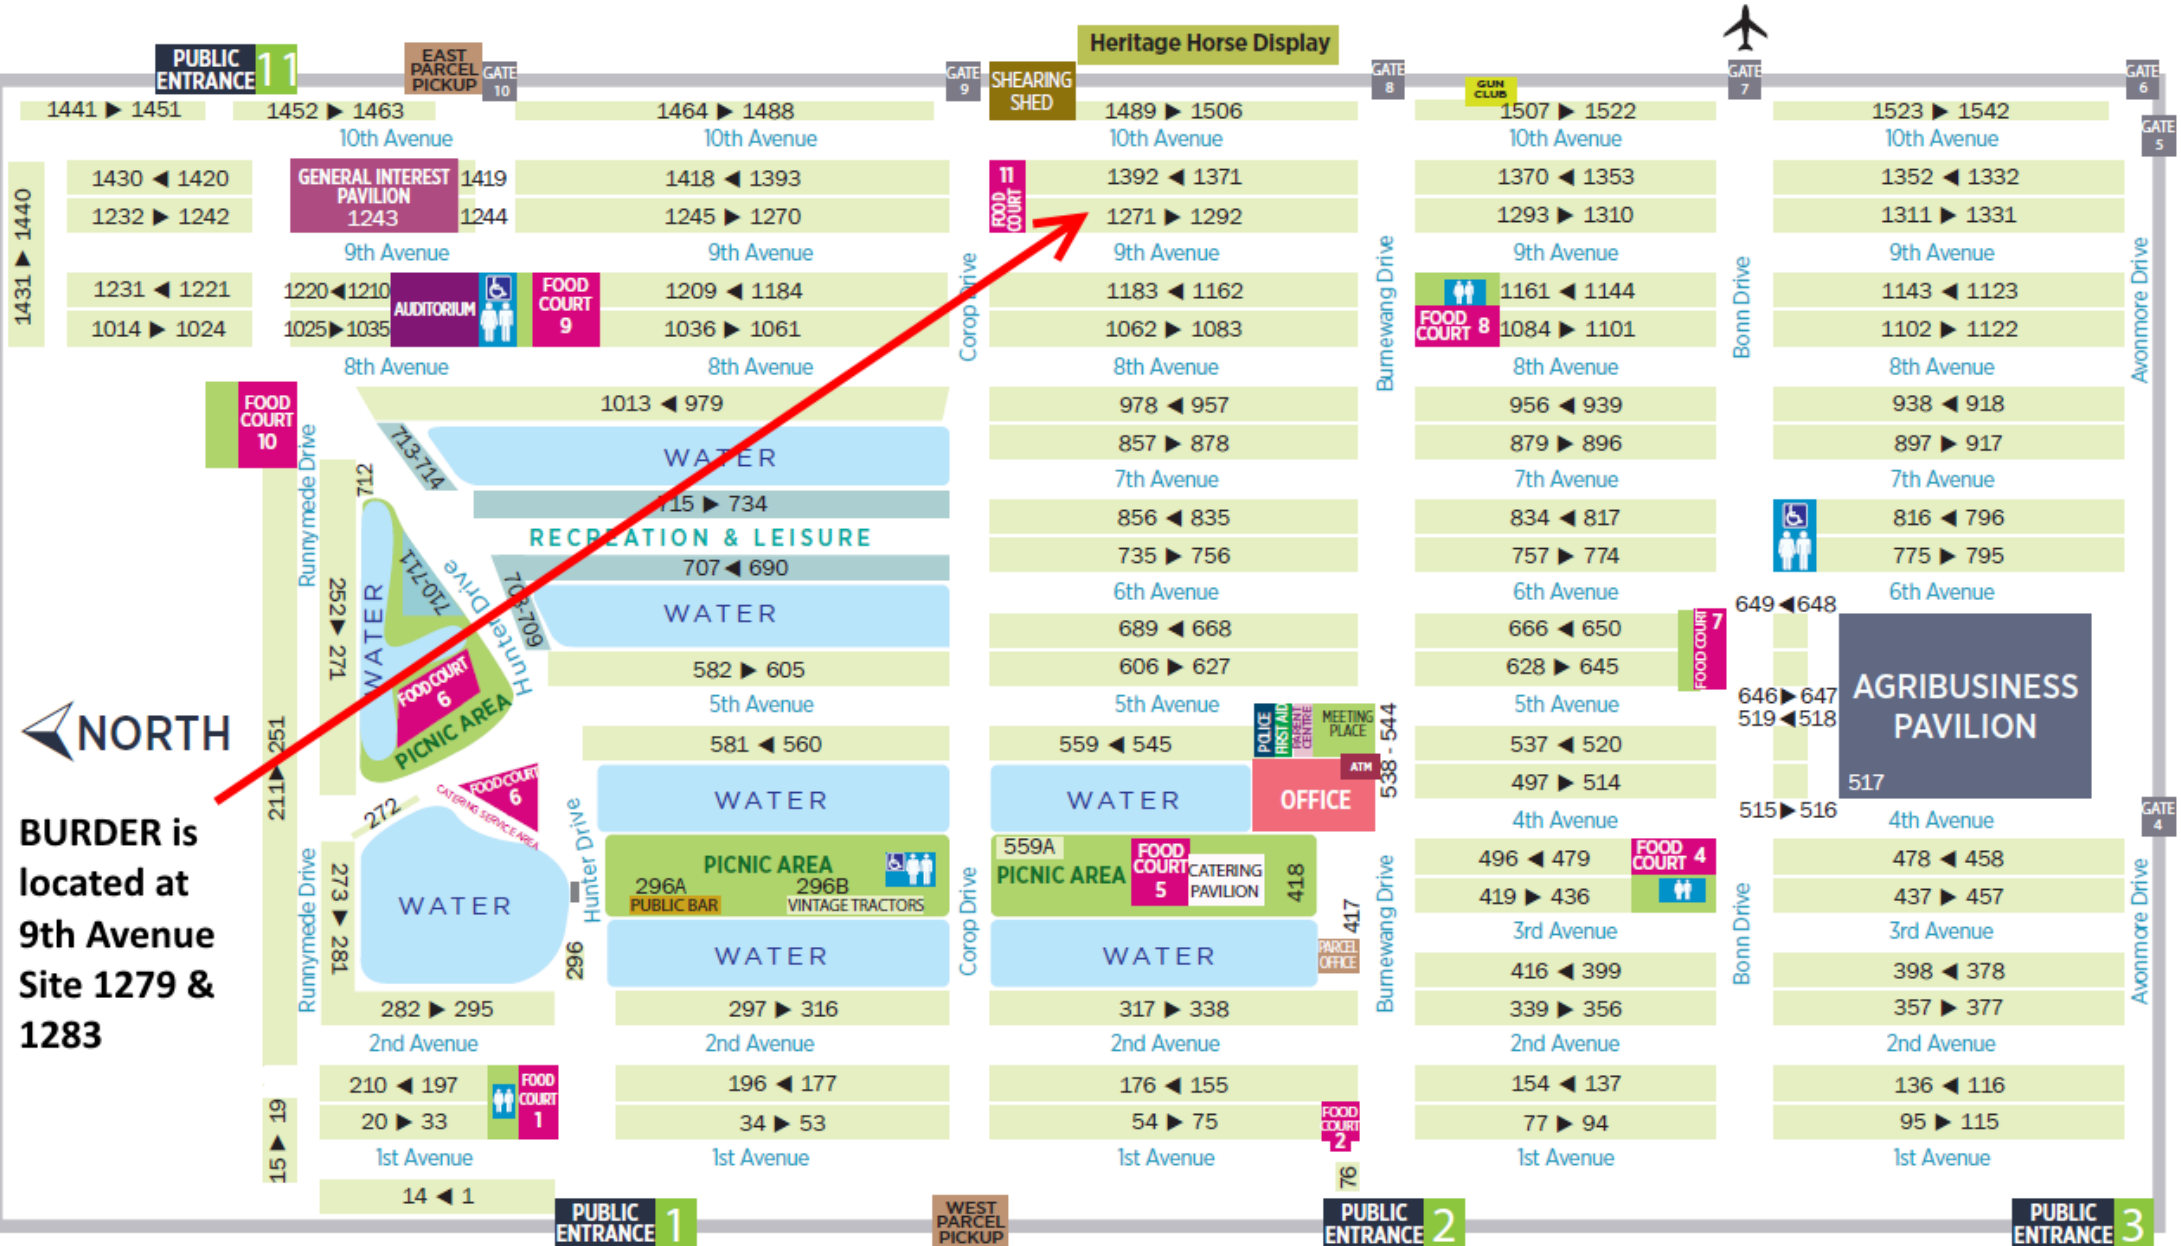 Heritage Horse Display
PUBLIC
ENTRANCE 11
EAST
PARCEL
PICKUP
GATE
10
GATE
9
SHEARING
SHED
GATE
8
GUN
CLUB
GATE
7
GATE
6
GATE
5
1441 ▶ 1451
1452 ▶ 1463
1464 ▶ 1488
1489 ▶ 1506
1507 ▶ 1522
1523 ▶ 1542
10th Avenue
10th Avenue
10th Avenue
10th Avenue
10th Avenue
1431 ▶ 1440
1430 ◀ 1420
GENERAL INTEREST
PAVILION
1243
1419
1418 ◀ 1393
11
FOOD
COURT
1392 ◀ 1371
1370 ◀ 1353
1352 ◀ 1332
1232 ▶ 1242
1244
1245 ▶ 1270
1271 ▶ 1292
1293 ▶ 1310
1311 ▶ 1331
9th Avenue
9th Avenue
9th Avenue
9th Avenue
9th Avenue
Corop Drive
Burnewang Drive
Bonn Drive
Avonmore Drive
1231 ◀ 1221
1220◀1210
AUDITORIUM
FOOD
COURT
9
1209 ◀ 1184
1183 ◀ 1162
1161 ◀ 1144
1143 ◀ 1123
1014 ▶ 1024
1025▶1035
1036 ▶ 1061
1062 ▶ 1083
FOOD
COURT 8
1084 ▶ 1101
1102 ▶ 1122
8th Avenue
8th Avenue
8th Avenue
8th Avenue
8th Avenue
FOOD
COURT
10
1013 ◀ 979
978 ◀ 957
956 ◀ 939
938 ◀ 918
713-714
WATER
857 ▶ 878
879 ▶ 896
897 ▶ 917
Runnymede Drive
712
7th Avenue
7th Avenue
7th Avenue
715 ▶ 734
856 ◀ 835
834 ◀ 817
816 ◀ 796
RECREATION & LEISURE
710-711
Hunter Drive
707 ◀ 690
708-709
735 ▶ 756
757 ▶ 774
775 ▶ 795
6th Avenue
6th Avenue
6th Avenue
252 ▶ 271
WATER
WATER
689 ◀ 668
666 ◀ 650
FOOD COURT 7
649 ◀648
582 ▶ 605
606 ▶ 627
628 ▶ 645
646▶647
AGRIBUSINESS
PAVILION
517
FOOD COURT
6
PICNIC AREA
5th Avenue
5th Avenue
5th Avenue
519◀518
NORTH
211▶251
581 ◀ 560
559 ◀ 545
POLICE
FIRST AID
PARENT
CENTRE
MEETING
PLACE
538 - 544
537 ◀ 520
ATM
OFFICE
497 ▶ 514
515▶516
272
FOOD COURT
6
CATERING SERVICE AREA
WATER
WATER
4th Avenue
4th Avenue
GATE
4
BURDER is
located at
9th Avenue
Site 1279 &
1283
Runnymede Drive
273 ▶ 281
WATER
Hunter Drive
296
PICNIC AREA
296A
PUBLIC BAR
296B
VINTAGE TRACTORS
Corop Drive
559A
PICNIC AREA
FOOD
COURT
5
CATERING
PAVILION
418
417
PARCEL
OFFICE
Burnewang Drive
496 ◀ 479
FOOD
COURT 4
478 ◀ 458
419 ▶ 436
437 ▶ 457
3rd Avenue
3rd Avenue
Bonn Drive
Avonmore Drive
WATER
WATER
416 ◀ 399
398 ◀ 378
282 ▶ 295
297 ▶ 316
317 ▶ 338
339 ▶ 356
357 ▶ 377
2nd Avenue
2nd Avenue
2nd Avenue
2nd Avenue
2nd Avenue
210 ◀ 197
FOOD
COURT
1
196 ◀ 177
176 ◀ 155
154 ◀ 137
136 ◀ 116
15 ▶ 19
20 ▶ 33
34 ▶ 53
54 ▶ 75
FOOD
COURT
2
77 ▶ 94
95 ▶ 115
1st Avenue
1st Avenue
1st Avenue
1st Avenue
1st Avenue
76
14 ◀ 1
PUBLIC
ENTRANCE 1
WEST
PARCEL
PICKUP
PUBLIC
ENTRANCE 2
PUBLIC
ENTRANCE 3